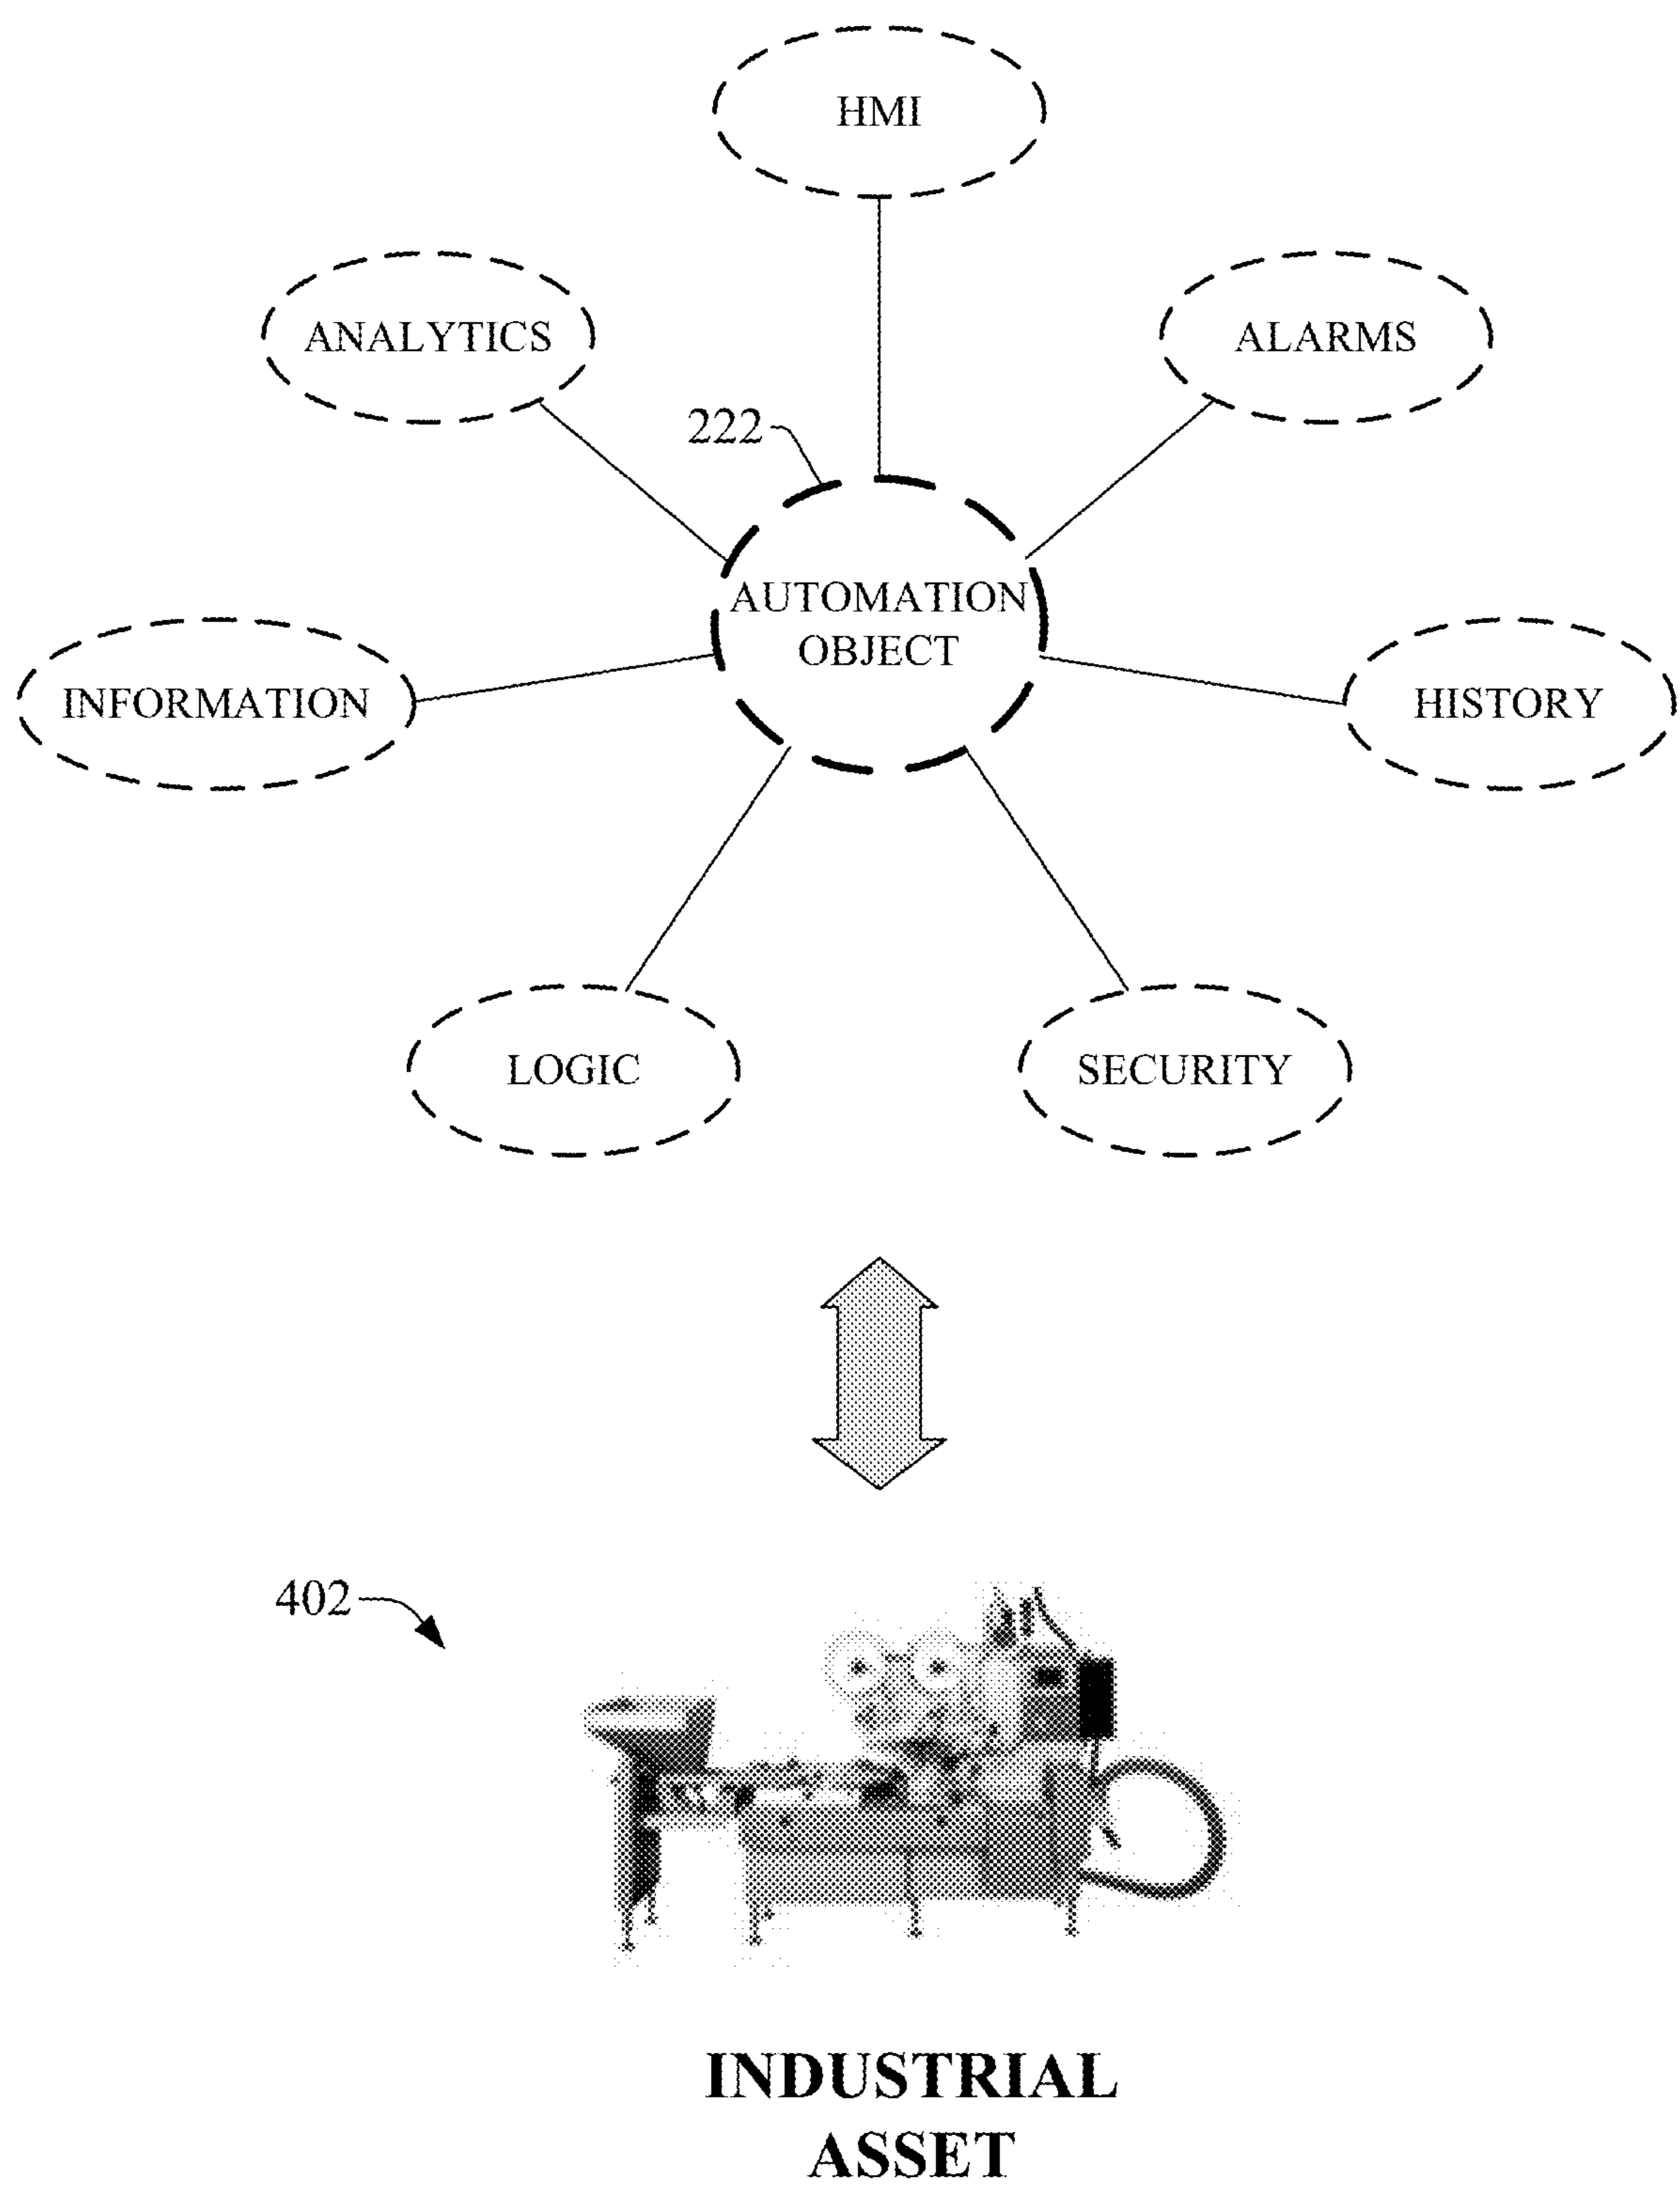 HMI
ANALYTICS
ALARMS
222
AUTOMATION
OBJECT
INFORMATION
HISTORY
LOGIC
SECURITY
402
INDUSTRIAL
ASSET